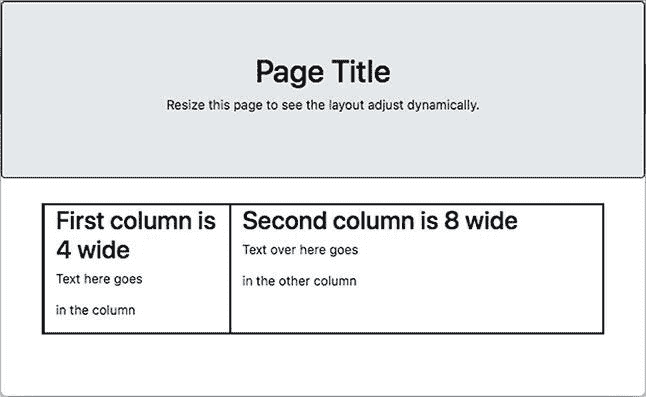 Page Title
Resize this page to see the layout adjust dynamically.
First column is
4 wide
Text here goes
in the column
Second column is 8 wide
Text over here goes
in the other column